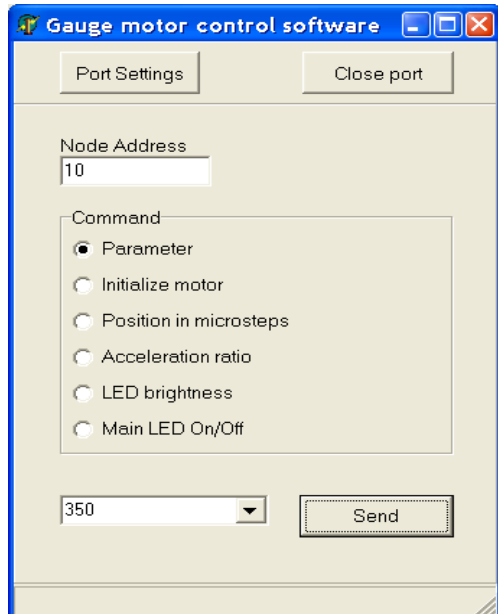 Gauge motor control software
Port Settings Close port
Node Address
10
Command
Parameter
Initialize motor
Position in microsteps
Acceleration ratio
LED brightness
Main LED On/Off
350 Send